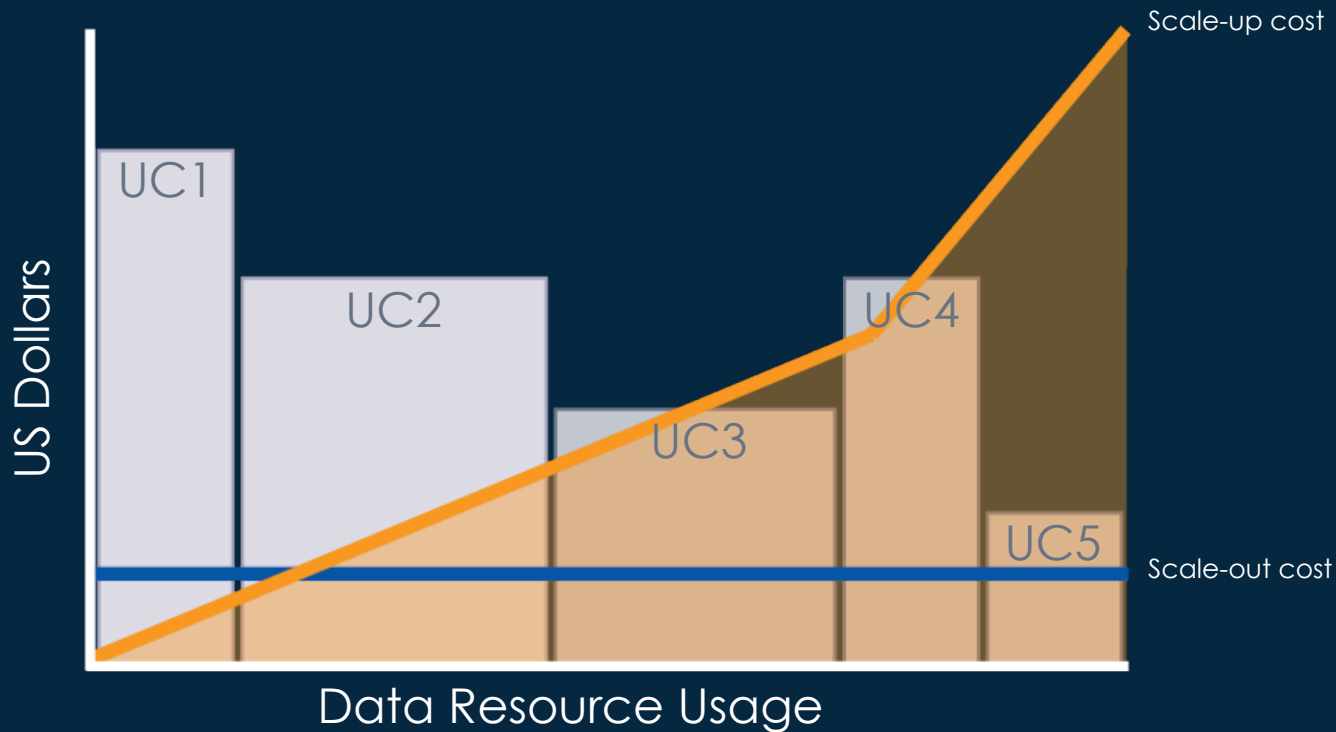 Scale-up cost
UC1
UC2
UC4
UC3
UC5
Scale-out cost
US Dollars
Data Resource Usage